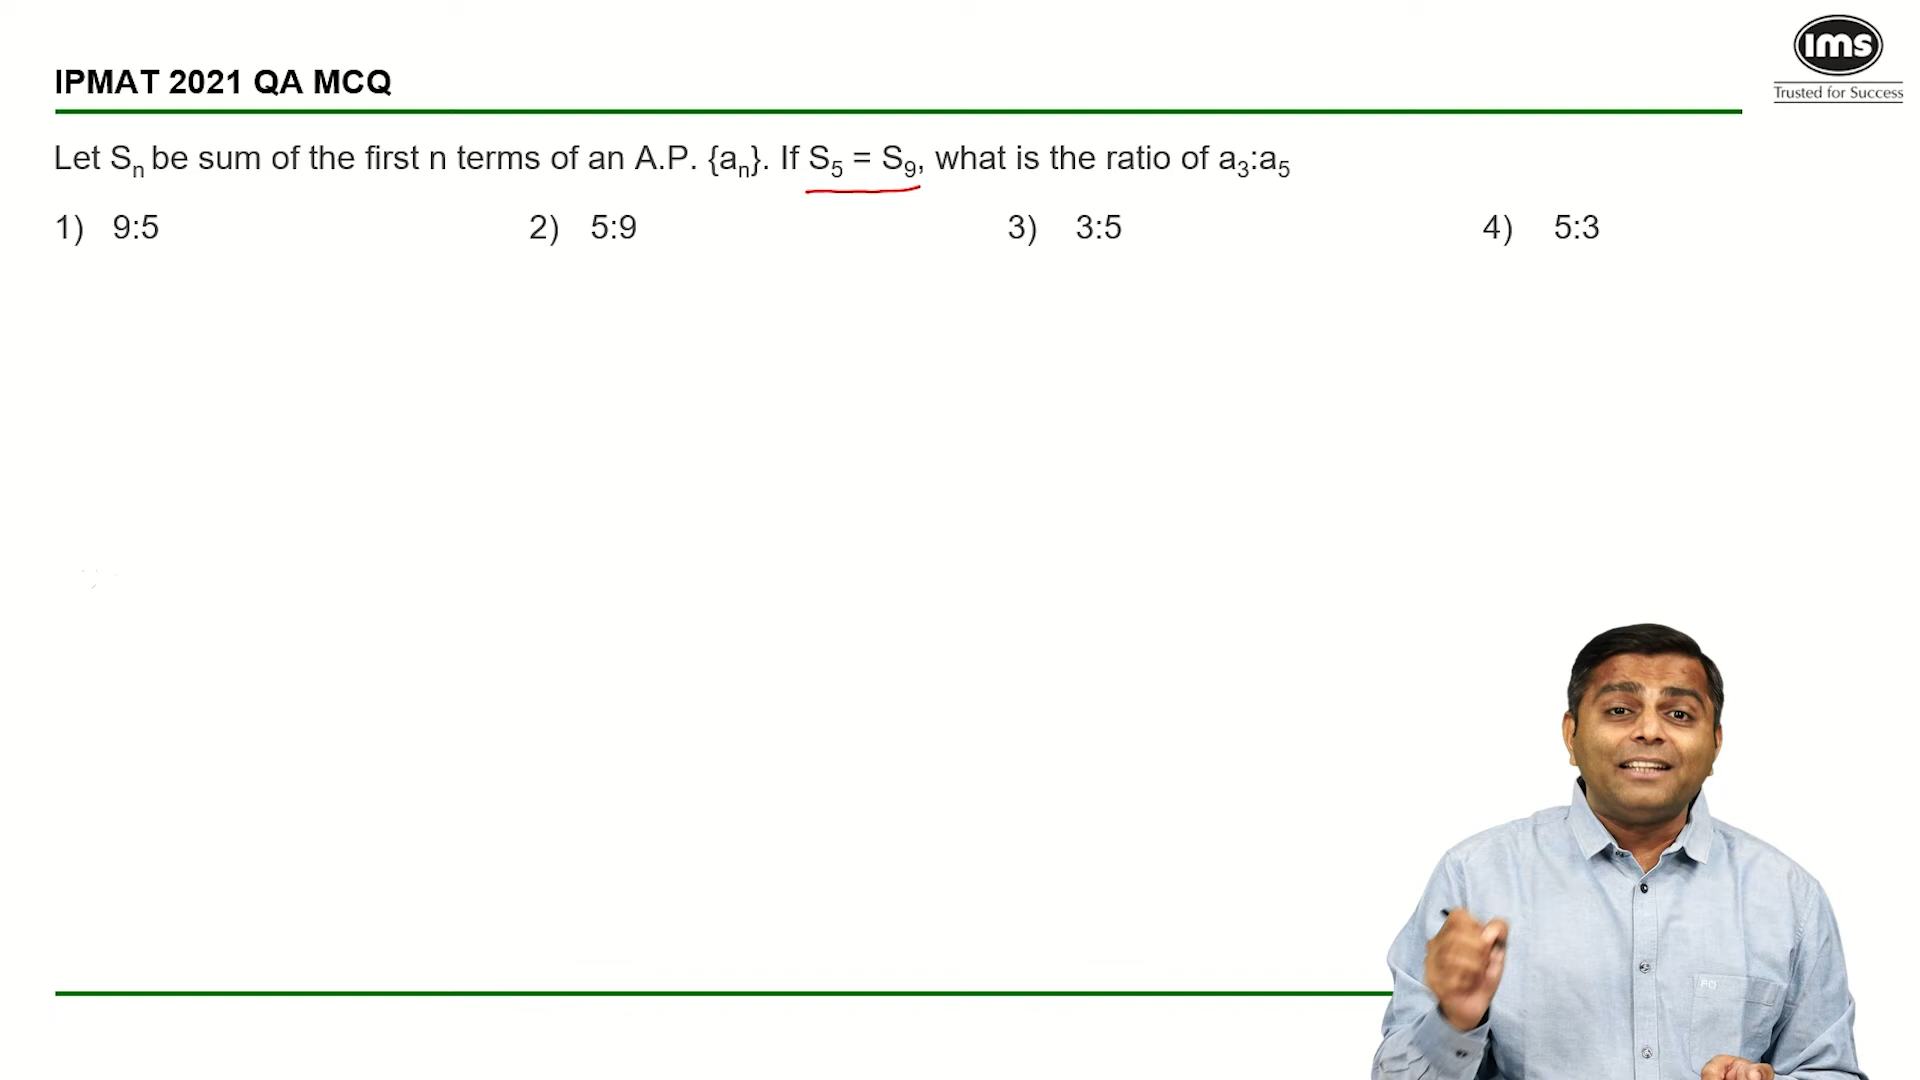 ims
Trusted for Success
IPMAT 2021 QA MCQ
Let Sn be sum of the first n terms of an A.P. {an}. If S5 = S9, what is the ratio of a3:a5
1) 9:5 2) 5:9 3) 3:5 4) 5:3